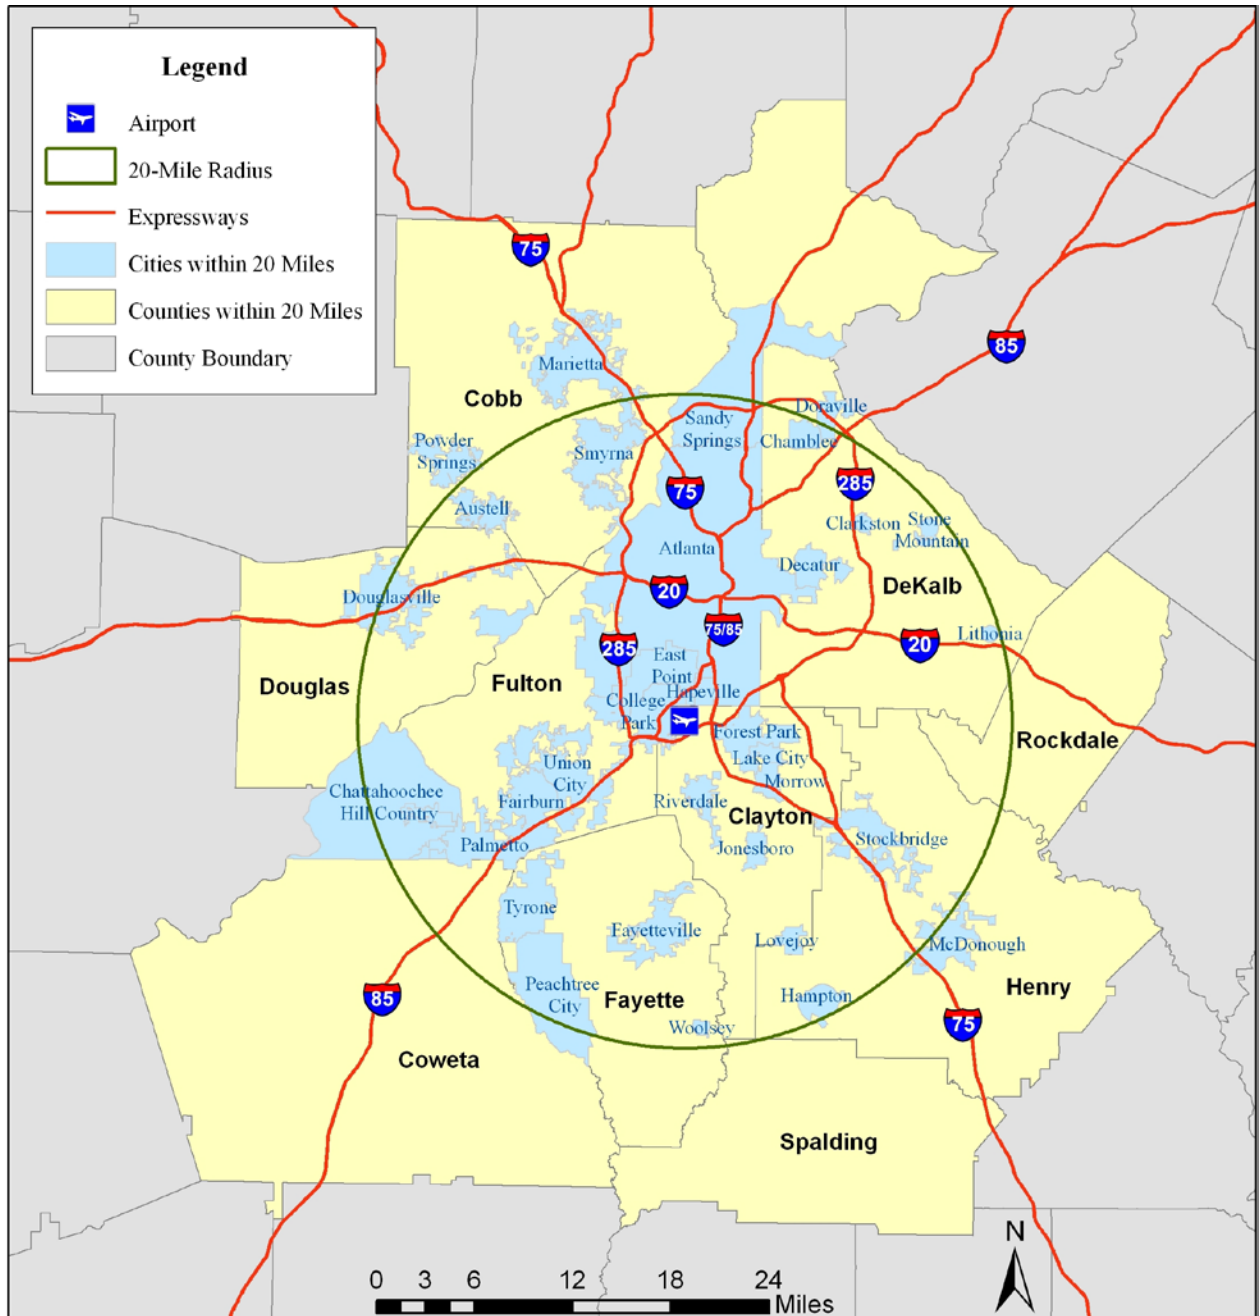 Legend
Airport
20-Mile Radius
Expressways
Cities within 20 Miles
Counties within 20 Miles
County Boundary
75
85
Marietta
Cobb
Doraville
Sandy
Springs
Chamblee
Powder
Springs
Smyrna
75
285
Austell
Clarkston
Stone
Mountain
Atlanta
Decatur
DeKalb
Douglasville
20
75/85
Lithonia
285
20
East
Point
Douglas
Fulton
Hapeville
College
Park
Forest Park
Rockdale
Lake City
Union
City
Morrow
Chattahoochee
Hill Country
Fairburn
Riverdale
Clayton
Stockbridge
Palmetto
Jonesboro
Tyrone
Fayetteville
Lovejoy
McDonough
Peachtree
City
Fayette
Hampton
Henry
85
Woolsey
75
Coweta
Spalding
N
0 3 6 12 18 24
Miles